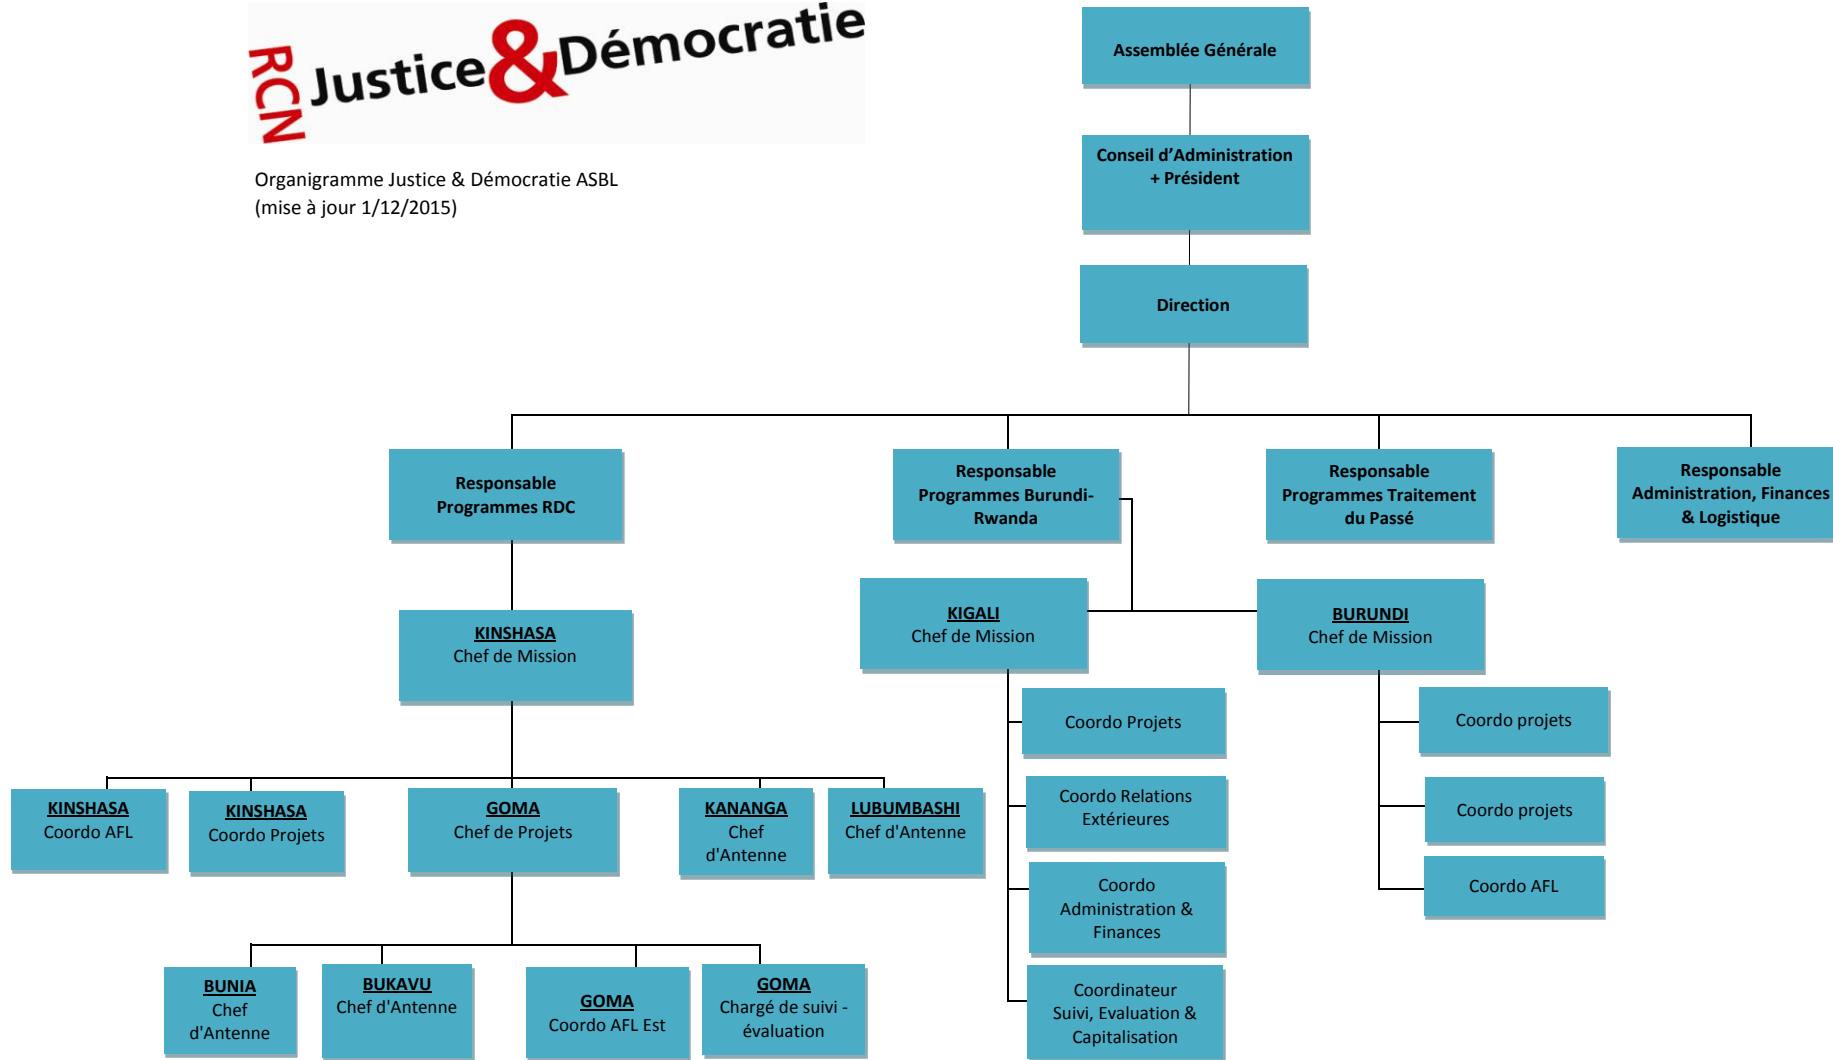 RCN Justice & Démocratie
Organigramme Justice & Démocratie ASBL
(mise à jour 1/12/2015)
Assemblée Générale
Conseil d’Administration
+ Président
Direction
Responsable
Programmes RDC
Responsable
Programmes Burundi-
Rwanda
Responsable
Programmes Traitement
du Passé
Responsable
Administration, Finances
& Logistique
KINSHASA
Chef de Mission
KIGALI
Chef de Mission
BURUNDI
Chef de Mission
KINSHASA
Coordo AFL
KINSHASA
Coordo Projets
GOMA
Chef de Projets
KANANGA
Chef
d'Antenne
LUBUMBASHI
Chef d'Antenne
BUNIA
Chef
d'Antenne
BUKAVU
Chef d'Antenne
GOMA
Coordo AFL Est
GOMA
Chargé de suivi -
évaluation
Coordo Projets
Coordo Relations
Extérieures
Coordo
Administration &
Finances
Coordinateur
Suivi, Evaluation &
Capitalisation
Coordo projets
Coordo projets
Coordo AFL